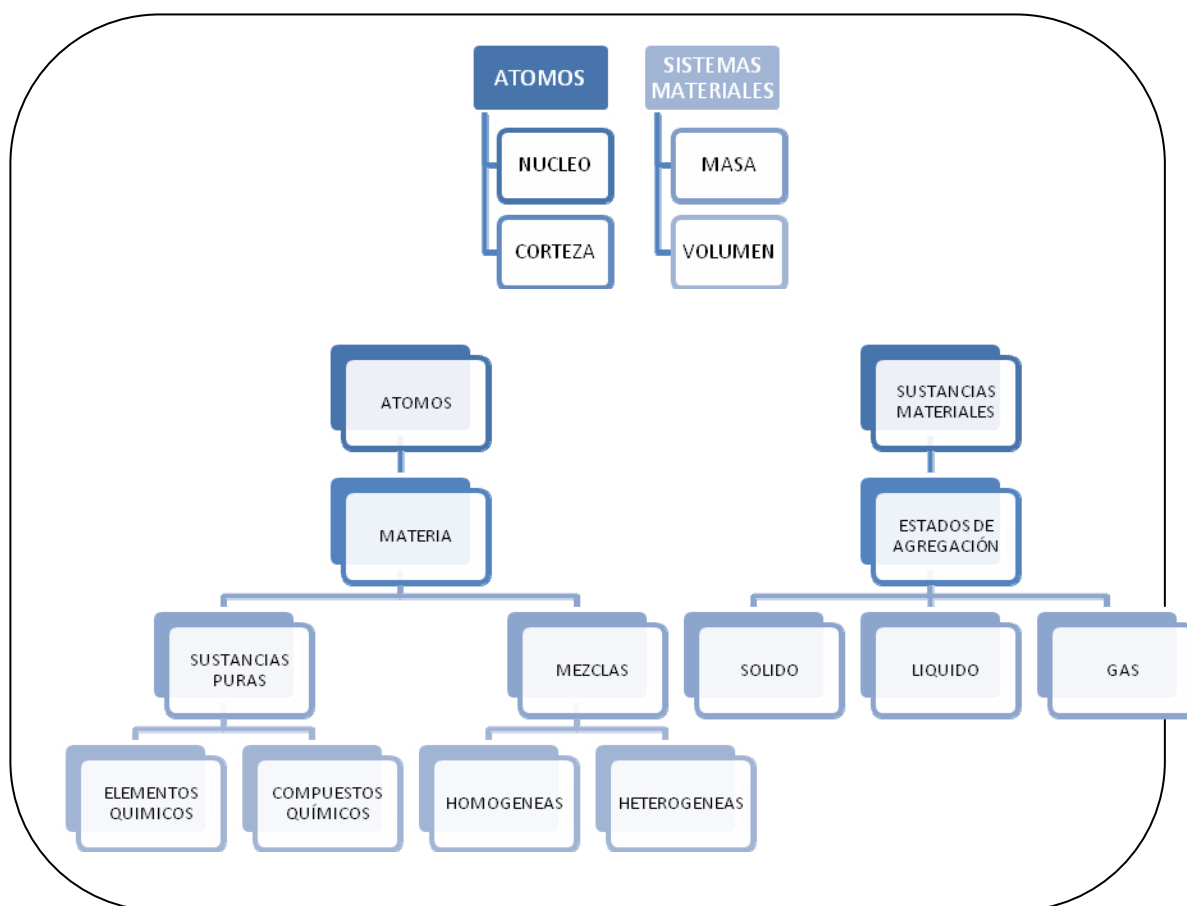 ATOMOS
SISTEMAS
MATERIALES
NUCLEO
MASA
CORTEZA
VOLUMEN
ATOMOS
SUSTANCIAS
MATERIALES
MATERIA
ESTADOS DE
AGREGACIÓN
SUSTANCIAS
PURAS
MEZCLAS
SOLIDO
LIQUIDO
GAS
ELEMENTOS
QUIMICOS
COMPUESTOS
QUÍMICOS
HOMOGENEAS
HETEROGENEAS